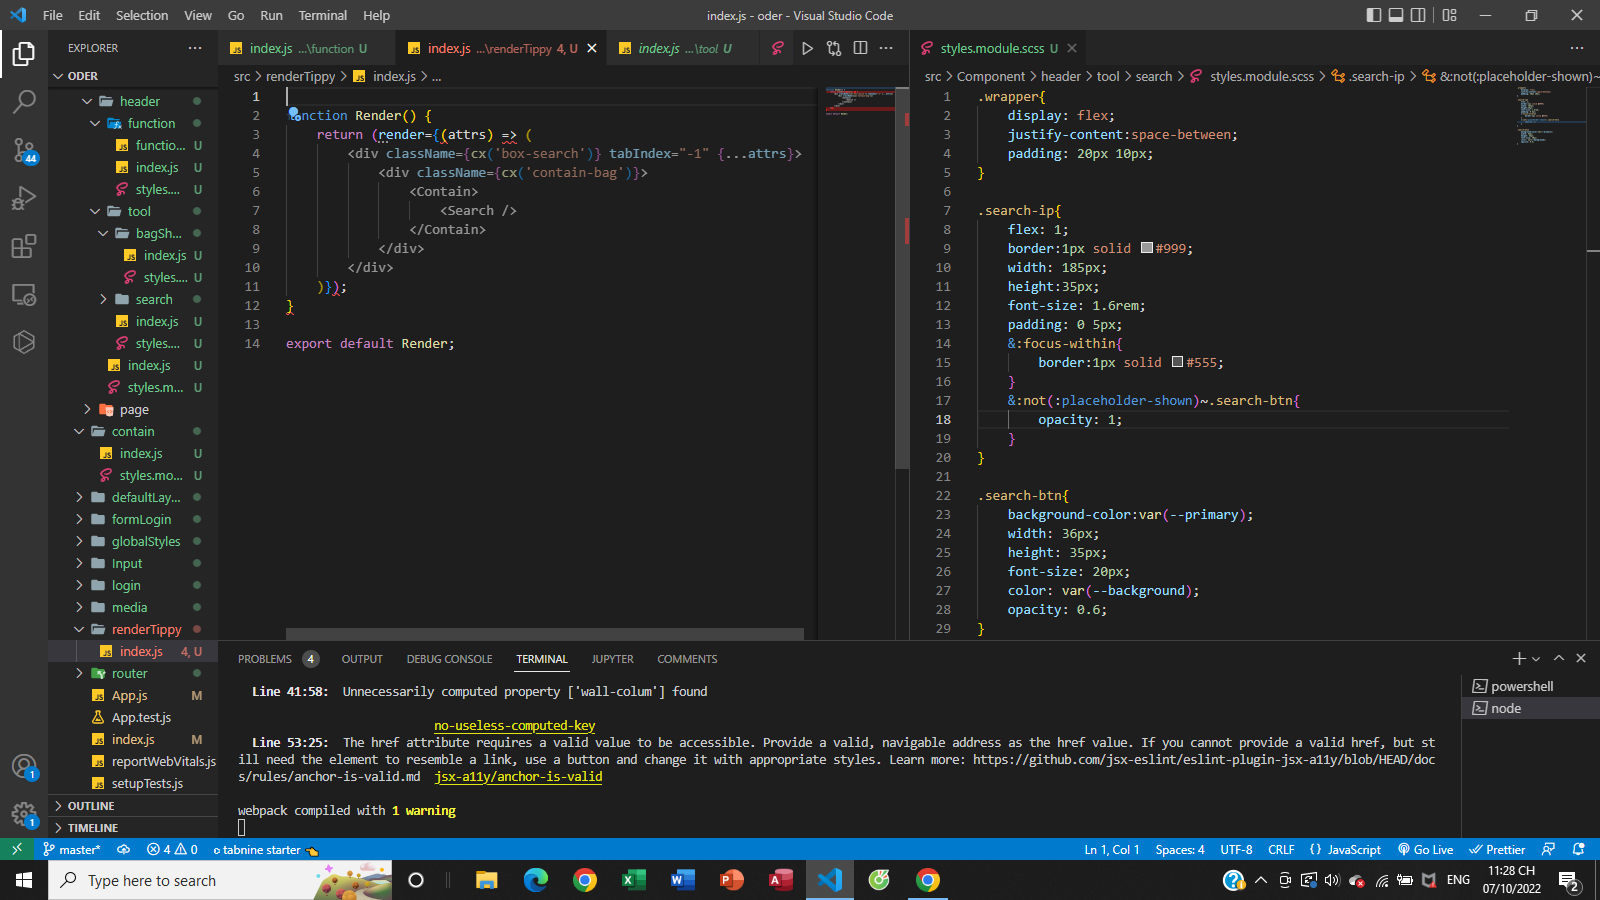 File Edit Selection View Go Run Terminal Help
index.js - oder - Visual Studio Code
EXPLORER
ODER
header
function
functio... U
index.js U
styles.... U
tool
bagSh...
index.js U
styles.... U
search
index.js U
styles.... U
index.js U
styles.m... U
page
contain
index.js U
styles.mo... U
defaultLay...
formLogin
globalStyles
Input
login
media
renderTippy
index.js 4, U
router
App.js M
App.test.js
index.js M
reportWebVitals.js
setupTests.js
OUTLINE
TIMELINE
44
1
1
index.js ...\function U
index.js ...\renderTippy 4, U
index.js ...\tool U
src > renderTippy > index.js > ...
1
2 nction Render() {
3 return (render={(attrs) => (
4 <div className={cx('box-search')} tabIndex="-1" {...attrs}>
5 <div className={cx('contain-bag')}>
6 <Contain>
7 <Search />
8 </Contain>
9 </div>
10 </div>
11 )});
12 }
13
14 export default Render;
styles.module.scss U
src > Component > header > tool > search > styles.module.scss > .search-ip > &:not(:placeholder-shown)~
1 .wrapper{
2 display: flex;
3 justify-content:space-between;
4 padding: 20px 10px;
5 }
6
7 .search-ip{
8 flex: 1;
9 border:1px solid #999;
10 width: 185px;
11 height:35px;
12 font-size: 1.6rem;
13 padding: 0 5px;
14 &:focus-within{
15 border:1px solid #555;
16 }
17 &:not(:placeholder-shown)~.search-btn{
18 opacity: 1;
19 }
20 }
21
22 .search-btn{
23 background-color:var(--primary);
24 width: 36px;
25 height: 35px;
26 font-size: 20px;
27 color: var(--background);
28 opacity: 0.6;
29 }
PROBLEMS 4 OUTPUT DEBUG CONSOLE TERMINAL JUPYTER COMMENTS
Line 41:58: Unnecessarily computed property ['wall-colum'] found
no-useless-computed-key
Line 53:25: The href attribute requires a valid value to be accessible. Provide a valid, navigable address as the href value. If you cannot provide a valid href, but st
ill need the element to resemble a link, use a button and change it with appropriate styles. Learn more: https://github.com/jsx-eslint/eslint-plugin-jsx-a11y/blob/HEAD/doc
s/rules/anchor-is-valid.md jsx-a11y/anchor-is-valid
webpack compiled with 1 warning
powershell
node
master* 4 0 tabnine starter
Ln 1, Col 1 Spaces: 4 UTF-8 CRLF {} JavaScript Go Live Prettier
Type here to search
ENG
11:28 CH
07/10/2022
2